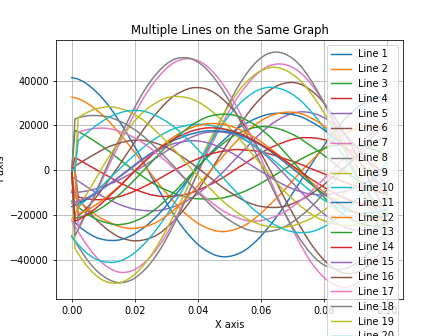 Multiple Lines on the Same Graph
40000
20000
0
−20000
−40000
0.00
0.02
0.04
0.06
X axis
axis
Line 1
Line 2
Line 3
Line 4
Line 5
Line 6
Line 7
Line 8
Line 9
Line 10
Line 11
Line 12
Line 13
Line 14
Line 15
Line 16
Line 17
Line 18
Line 19
Line 20